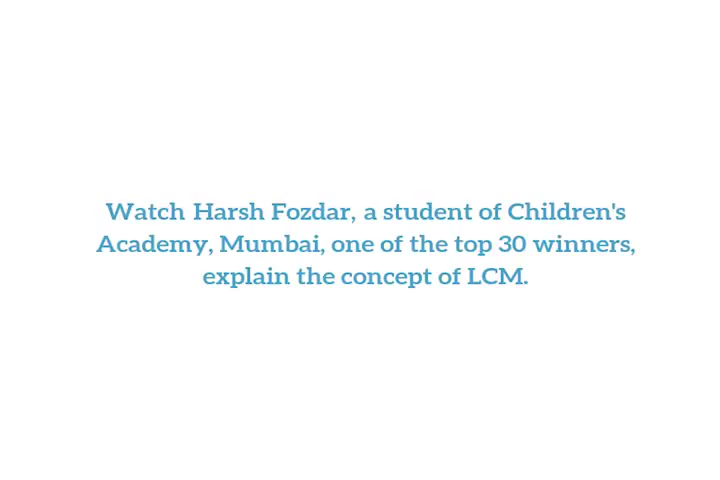 Watch Harsh Fozdar, a student of Children's
Academy, Mumbai, one of the top 30 winners,
explain the concept of LCM.